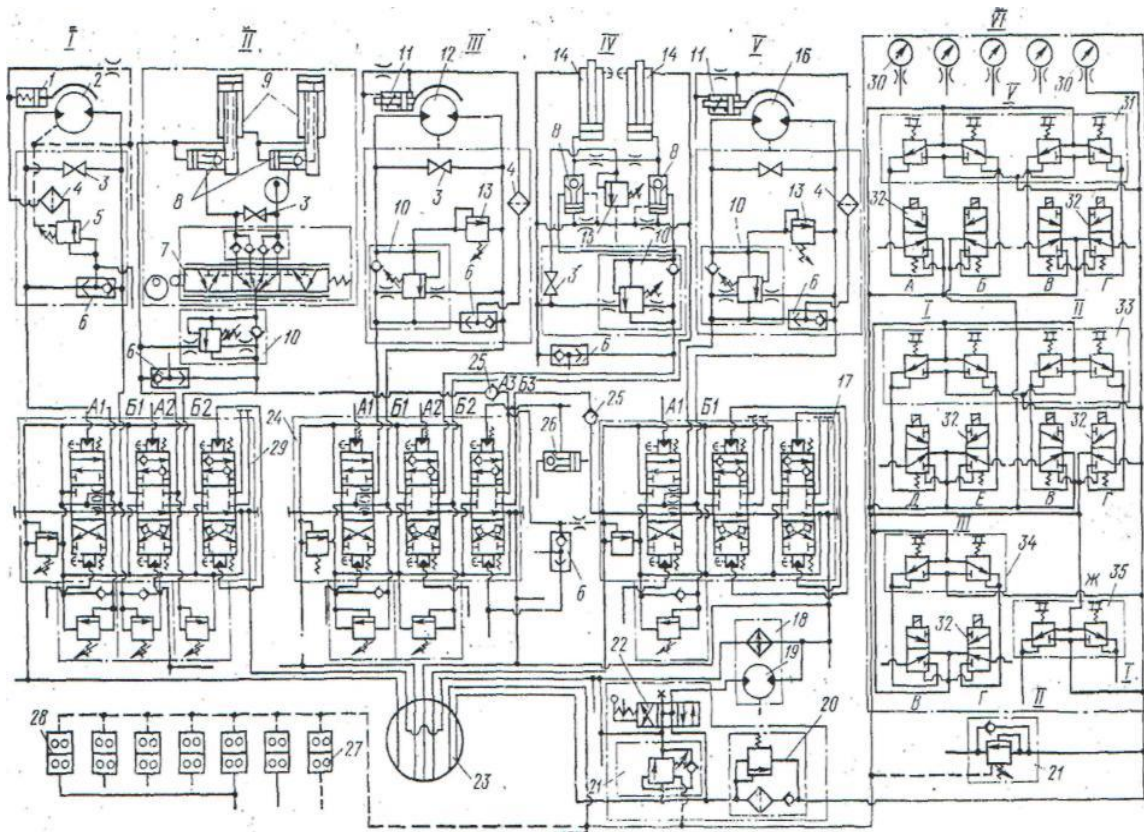 I II III IV V VI
1 2 9 11 12 14 14 11 16 30 30
V
31
3 8 3 4 8 8 13 4 32 32
4 5 10 13 3 13 10 10 13
7 6 3 6 А Б В Г
6 I II 33
6 10 6
25 А3 Б3 25 32 32
А1 Б1 А2 Б2 А1 Б1 А2 Б2 А1 Б1 17
24 29 26 Д Е В Г
III 34
6 Ж 35
18 32
22 19 I
20 В Г II
28 27 23 21 21